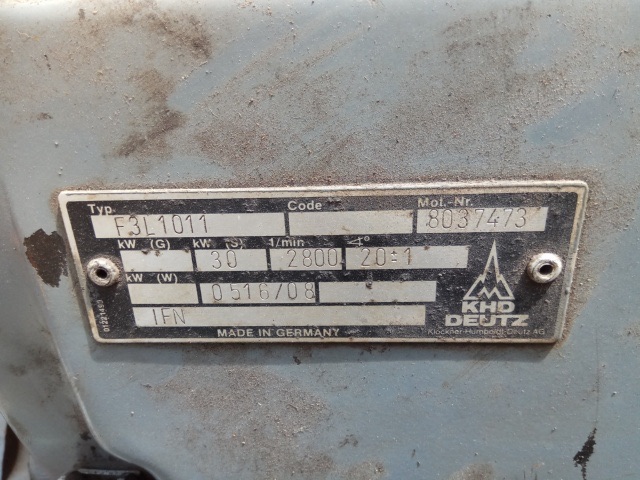 Typ Code Mot.-Nr.
F3L1011 8037473
kW (G) kW (S) 1/min ∢°
30 2800 20±1
kW (W)
0516/08
IFN
MADE IN GERMANY
KHD
DEUTZ
Klöckner-Humboldt-Deutz AG